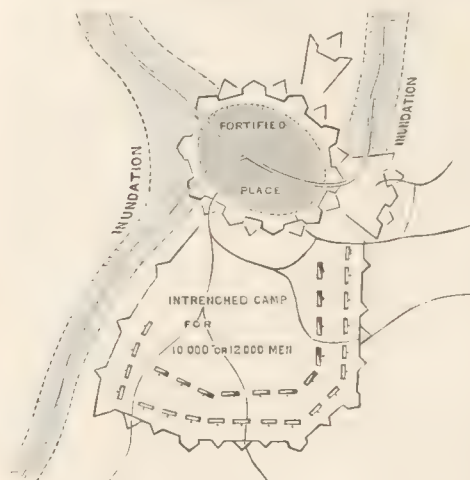 FORTIFIED
PLACE
INUNDATION
INUNDATION
INTRENCHED CAMP
FOR
10 000 OR 12 000 MEN